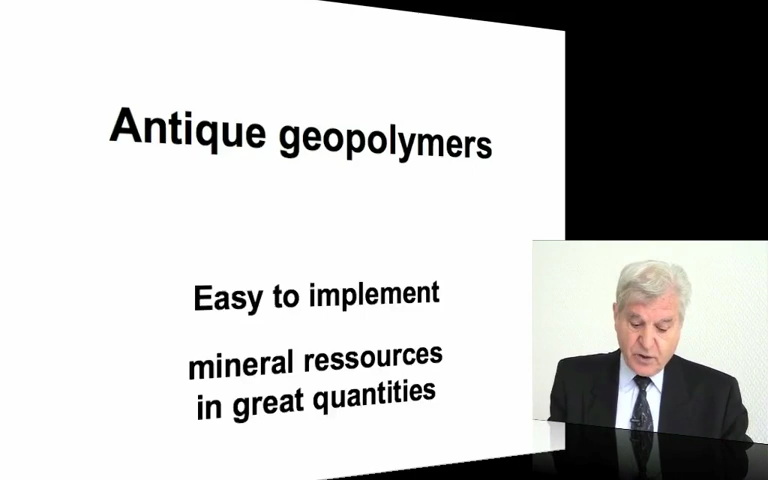 Antique geopolymers
Easy to implement
mineral ressources
in great quantities